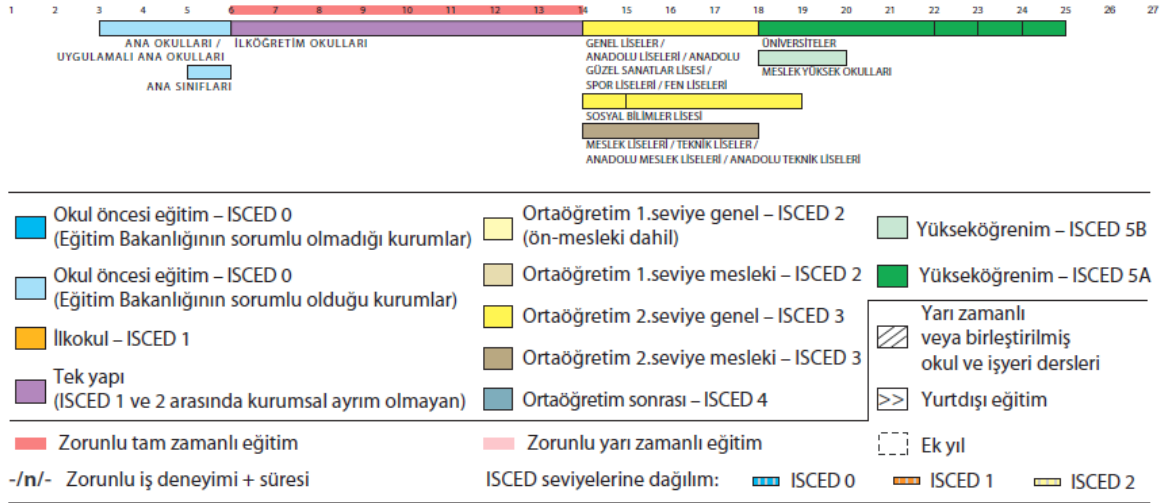 1 2 3 4 5 6 7 8 9 10 11 12 13 14 15 16 17 18 19 20 21 22 23 24 25 26 27
ANA OKULLARI /
UYGULAMALI ANA OKULLARI
ANA SINIFLARI
İLKÖĞRETİM OKULLARI
GENEL LİSELER /
ANADOLU LİSELERİ / ANADOLU
GÜZEL SANATLAR LİSESİ /
SPOR LİSELERİ / FEN LİSELERİ
SOSYAL BİLİMLER LİSESİ
MESLEK LİSELERİ / TEKNİK LİSELER /
ANADOLU MESLEK LİSELERİ / ANADOLU TEKNİK LİSELERİ
ÜNİVERSİTELER
MESLEK YÜKSEK OKULLARI
Okul öncesi eğitim – ISCED 0
(Eğitim Bakanlığının sorumlu olmadığı kurumlar)
Okul öncesi eğitim – ISCED 0
(Eğitim Bakanlığının sorumlu olduğu kurumlar)
İlkokul – ISCED 1
Tek yapı
(ISCED 1 ve 2 arasında kurumsal ayrım olmayan)
Ortaöğretim 1.seviye genel – ISCED 2
(ön-mesleki dahil)
Ortaöğretim 1.seviye mesleki – ISCED 2
Ortaöğretim 2.seviye genel – ISCED 3
Ortaöğretim 2.seviye mesleki – ISCED 3
Ortaöğretim sonrası – ISCED 4
Yükseköğrenim – ISCED 5B
Yükseköğrenim – ISCED 5A
Yarı zamanlı
veya birleştirilmiş
okul ve işyeri dersleri
>> Yurtdışı eğitim
Zorunlu tam zamanlı eğitim
Zorunlu yarı zamanlı eğitim
Ek yıl
-/n/- Zorunlu iş deneyimi + süresi
ISCED seviyelerine dağılım: ISCED 0 ISCED 1 ISCED 2